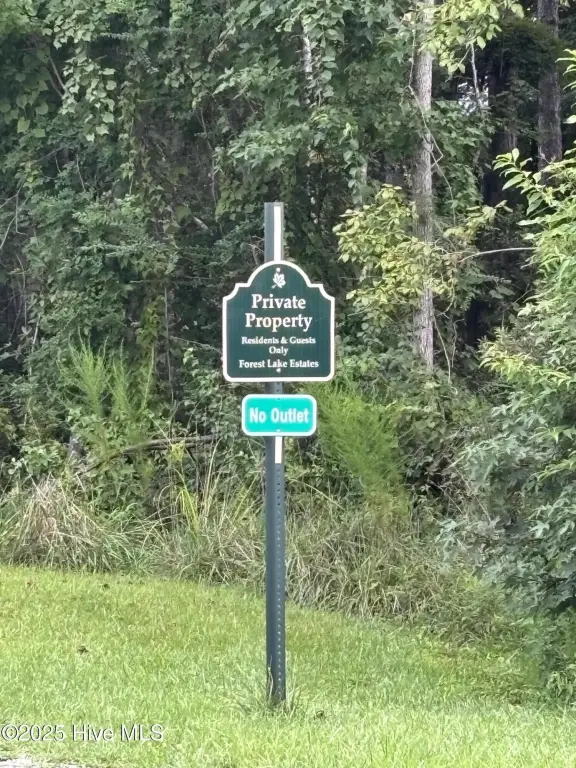 Private
Property
Residents & Guests
Only
Forest Lake Estates
No Outlet
©2025 Hive MLS